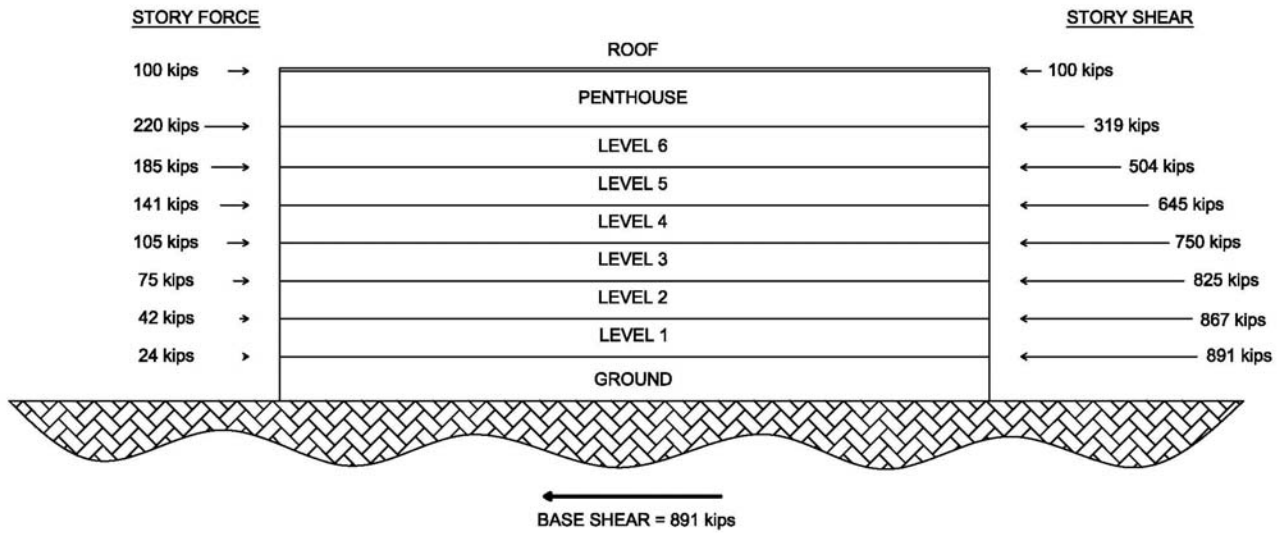 STORY FORCE
STORY SHEAR
ROOF
100 kips
100 kips
PENTHOUSE
220 kips
319 kips
LEVEL 6
185 kips
504 kips
LEVEL 5
141 kips
645 kips
LEVEL 4
105 kips
750 kips
LEVEL 3
75 kips
825 kips
LEVEL 2
42 kips
867 kips
LEVEL 1
24 kips
891 kips
GROUND
BASE SHEAR = 891 kips